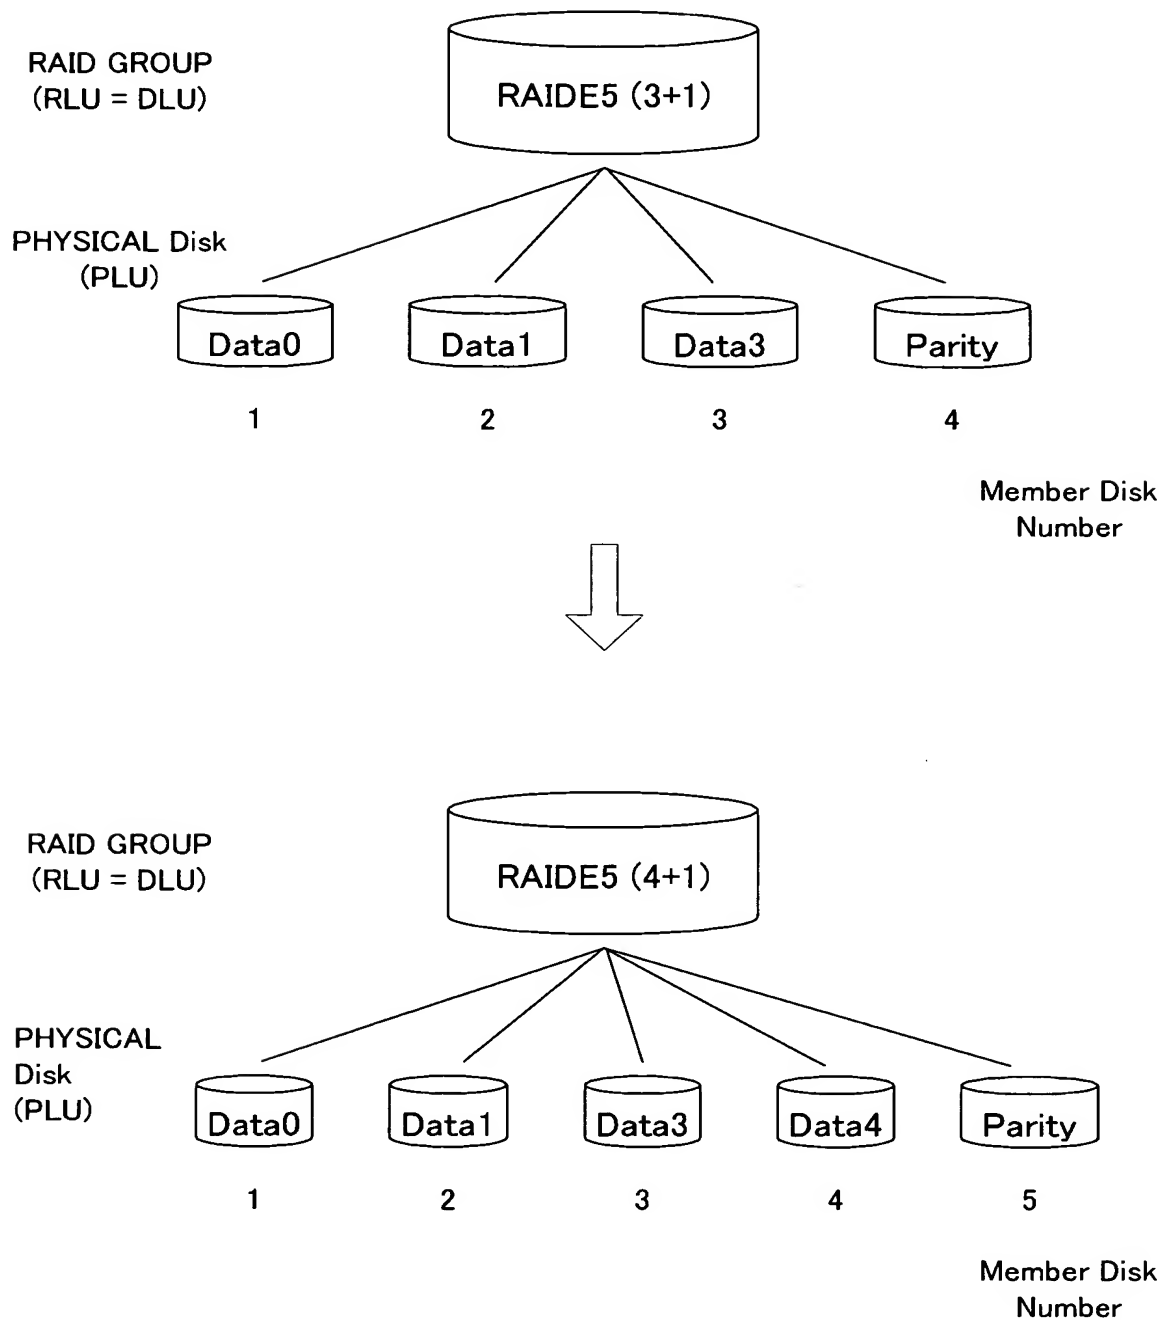 RAID GROUP
(RLU = DLU)
RAIDE5 (3+1)
PHYSICAL Disk
(PLU)
Data0
Data1
Data3
Parity
1
2
3
4
Member Disk
Number
RAID GROUP
(RLU = DLU)
RAIDE5 (4+1)
PHYSICAL
Disk
(PLU)
Data0
Data1
Data3
Data4
Parity
1
2
3
4
5
Member Disk
Number